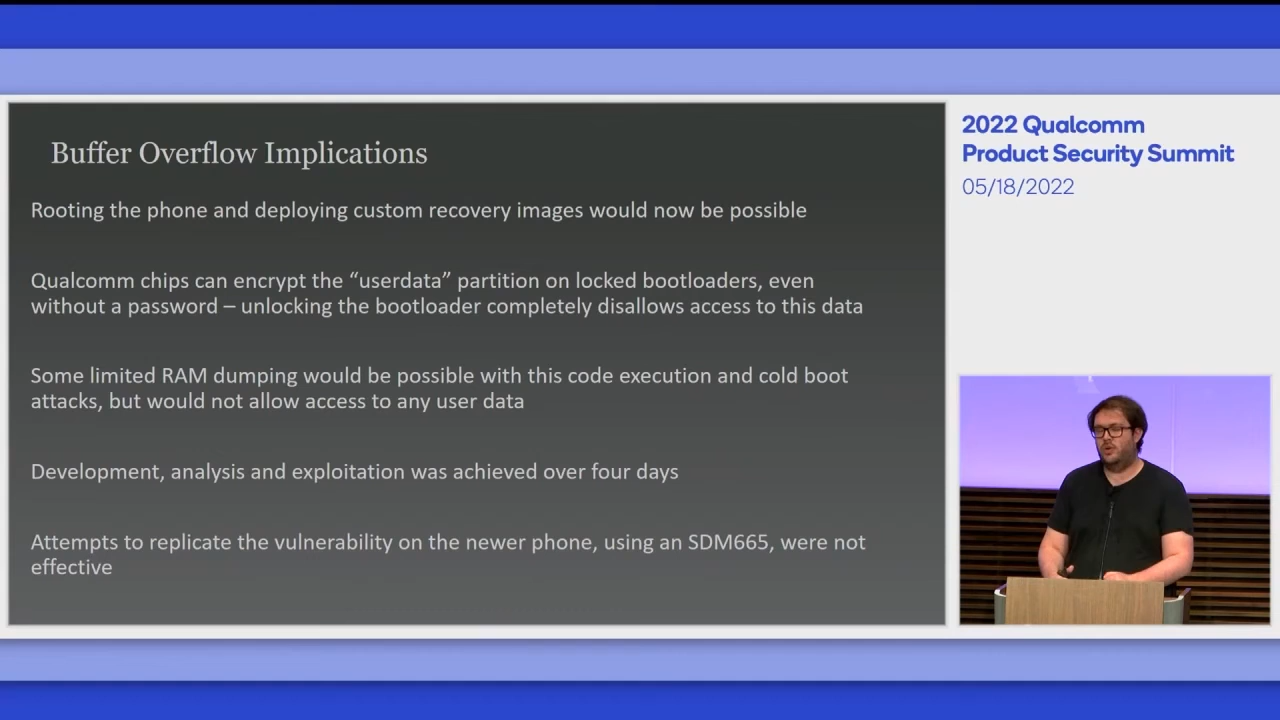 Buffer Overflow Implications
Rooting the phone and deploying custom recovery images would now be possible
Qualcomm chips can encrypt the “userdata” partition on locked bootloaders, even
without a password – unlocking the bootloader completely disallows access to this data
Some limited RAM dumping would be possible with this code execution and cold boot
attacks, but would not allow access to any user data
Development, analysis and exploitation was achieved over four days
Attempts to replicate the vulnerability on the newer phone, using an SDM665, were not
effective
2022 Qualcomm
Product Security Summit
05/18/2022